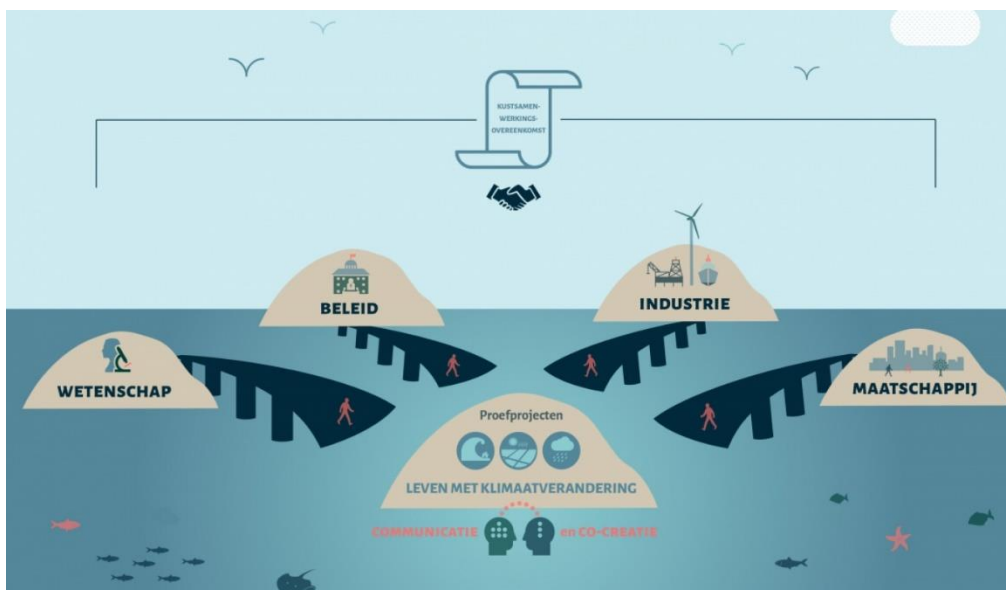 KUSTSAMEN-
WERKINGS-
OVEREENKOMST
BELEID
INDUSTRIE
WETENSCHAP
MAATSCHAPPIJ
Proefprojecten
LEVEN MET KLIMAATVERANDERING
COMMUNICATIE en CO-CREATIE